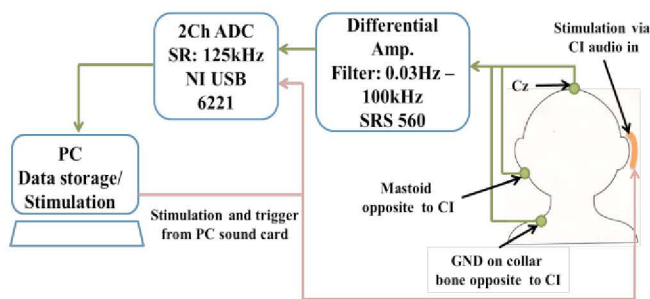 2Ch ADC
SR: 125kHz
NI USB
6221
Differential
Amp.
Filter: 0.03Hz –
100kHz
SRS 560
Stimulation via
CI audio in
Cz
PC
Data storage/
Stimulation
Stimulation and trigger
from PC sound card
Mastoid
opposite to CI
GND on collar
bone opposite to CI